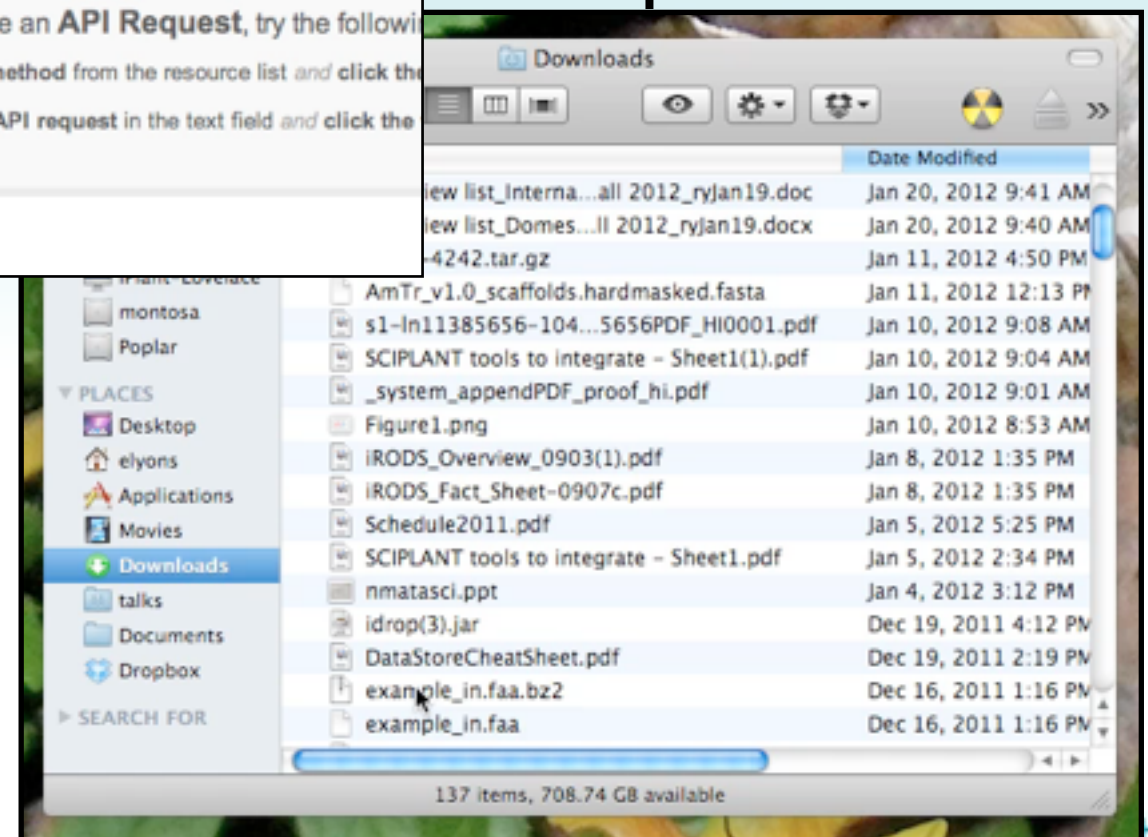 e an API Request, try the followi
nethod from the resource list and click the
API request in the text field and click the
Downloads
Date Modified
iew list_Interna...all 2012_ryJan19.doc Jan 20, 2012 9:41 AM
iew list_Domes...ll 2012_ryJan19.docx Jan 20, 2012 9:40 AM
-4242.tar.gz Jan 11, 2012 4:50 PM
iPlant-Lovelace
AmTr_v1.0_scaffolds.hardmasked.fasta Jan 11, 2012 12:13 PM
montosa
s1-ln11385656-104...5656PDF_HI0001.pdf Jan 10, 2012 9:08 AM
Poplar
SCIPLANT tools to integrate - Sheet1(1).pdf Jan 10, 2012 9:04 AM
PLACES
_system_appendPDF_proof_hi.pdf Jan 10, 2012 9:01 AM
Desktop
Figure1.png Jan 10, 2012 8:53 AM
elyons
iRODS_Overview_0903(1).pdf Jan 8, 2012 1:35 PM
Applications
iRODS_Fact_Sheet-0907c.pdf Jan 8, 2012 1:35 PM
Movies
Schedule2011.pdf Jan 5, 2012 5:25 PM
Downloads
SCIPLANT tools to integrate - Sheet1.pdf Jan 5, 2012 2:34 PM
talks
nmatasci.ppt Jan 4, 2012 3:12 PM
Documents
idrop(3).jar Dec 19, 2011 4:12 PM
Dropbox
DataStoreCheatSheet.pdf Dec 19, 2011 2:19 PM
example_in.faa.bz2 Dec 16, 2011 1:16 PM
SEARCH FOR
example_in.faa Dec 16, 2011 1:16 PM
137 items, 708.74 GB available